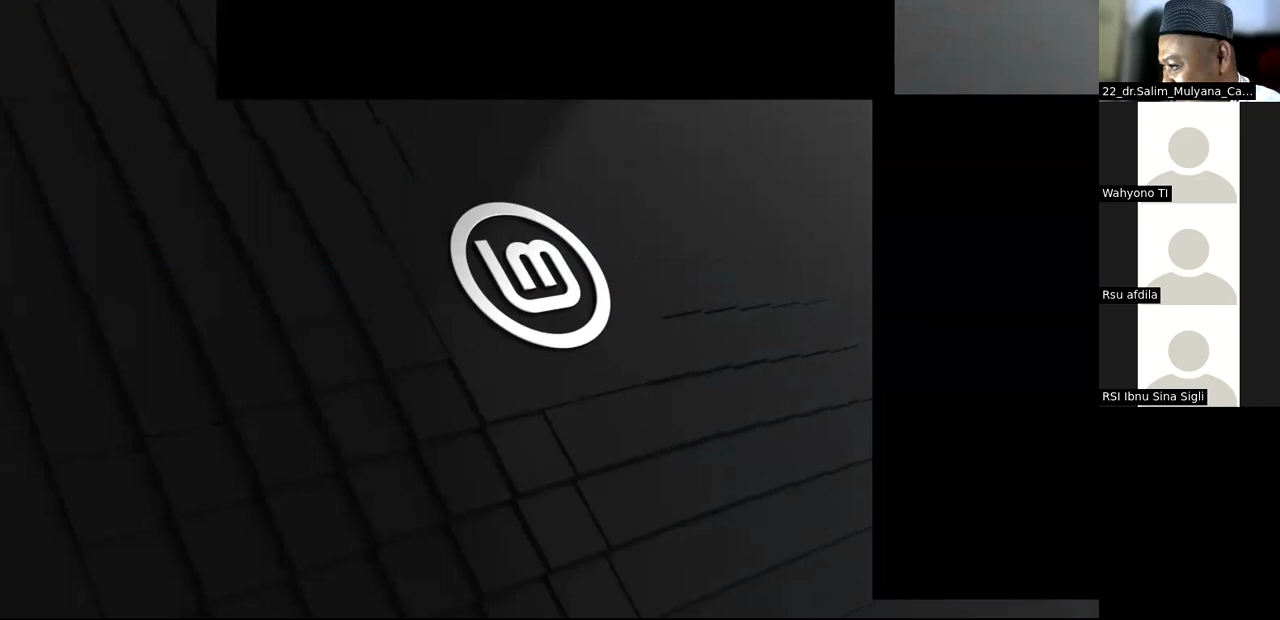 22_dr.Salim_Mulyana_Ca...
Wahyono TI
Rsu afdila
RSI Ibnu Sina Sigli